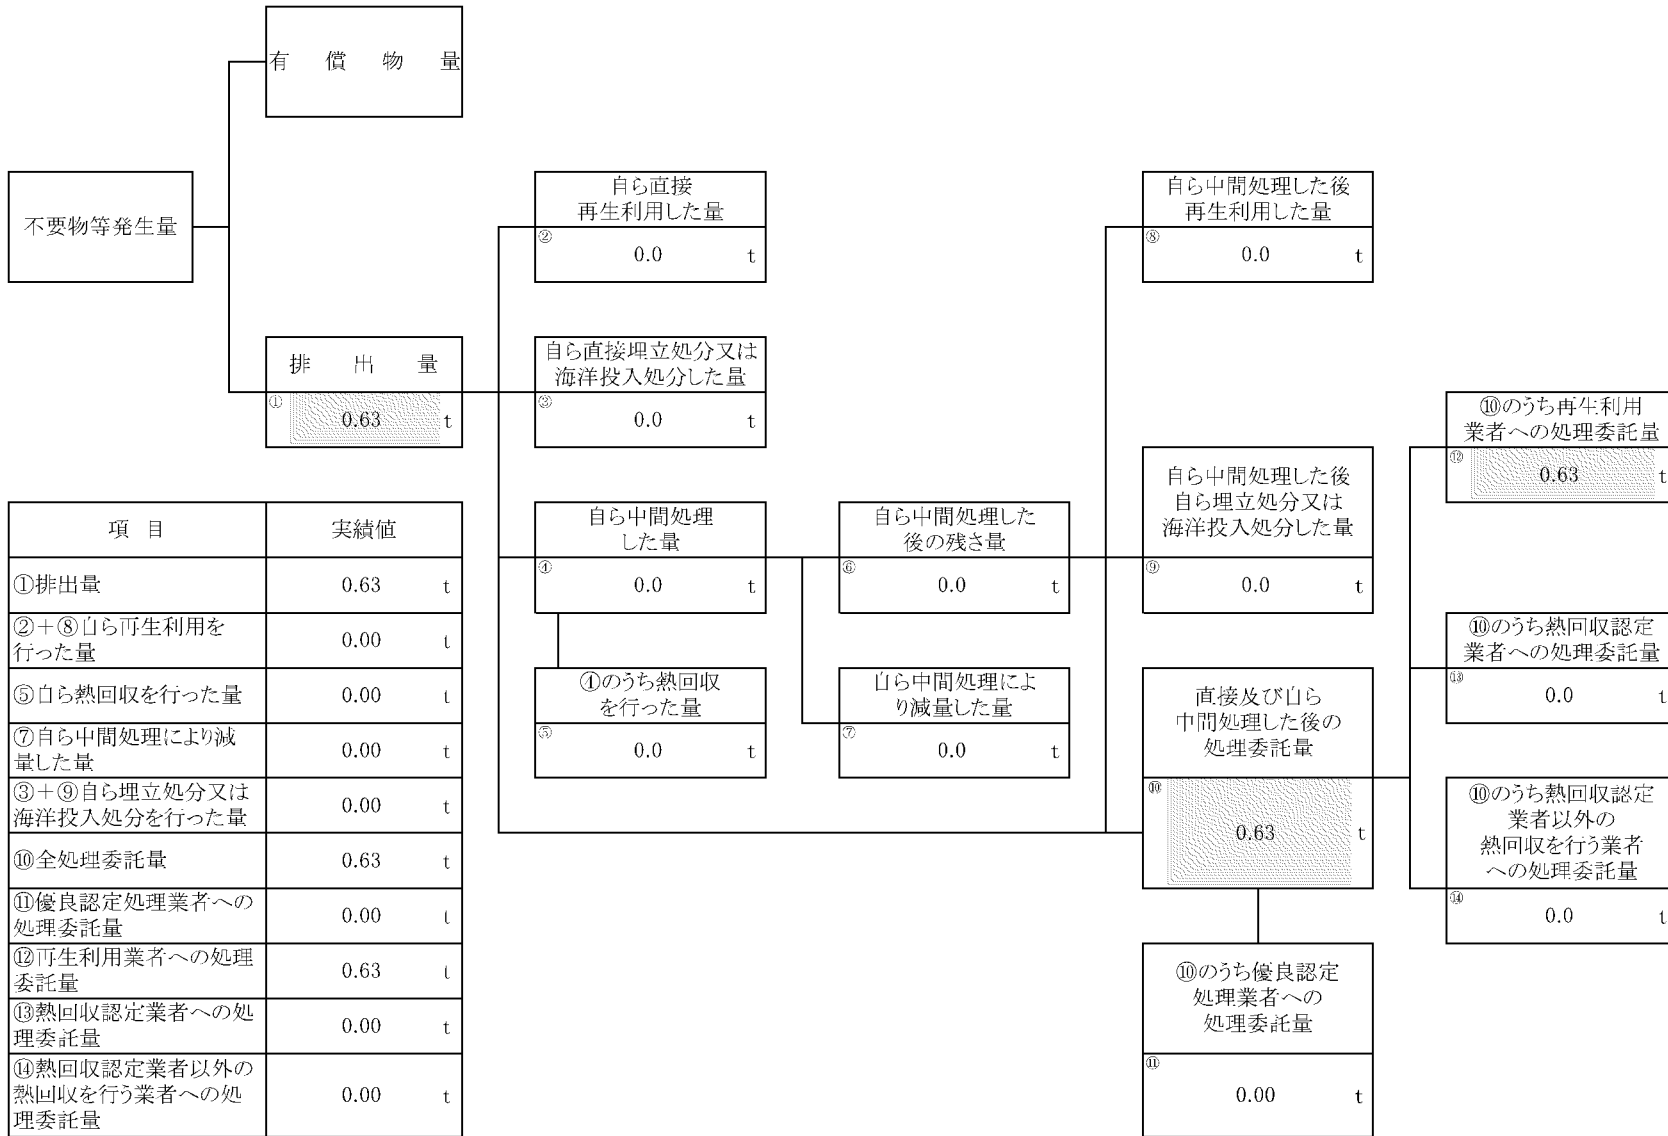 有償物量
不要物等発生量
自ら直接
再生利用した量
②
0.0 t
自ら中間処理した後
再生利用した量
⑧
0.0 t
排出量
①
0.63 t
自ら直接埋立処分又は
海洋投入処分した量
③
0.0 t
⑩のうち再生利用
業者への処理委託量
⑫
0.63 t
自ら中間処理した後
自ら埋立処分又は
海洋投入処分した量
⑨
0.0 t
自ら中間処理
した量
④
0.0 t
自ら中間処理した
後の残さ量
⑥
0.0 t
⑩のうち熱回収認定
業者への処理委託量
⑬
0.0 t
④のうち熱回収
を行った量
⑤
0.0 t
自ら中間処理によ
り減量した量
⑦
0.0 t
直接及び自ら
中間処理した後の
処理委託量
⑩
0.63 t
⑩のうち熱回収認定
業者以外の
熱回収を行う業者
への処理委託量
⑭
0.0 t
⑩のうち優良認定
処理業者への
処理委託量
⑪
0.00 t
項目 実績値
①排出量 0.63 t
②＋⑧自ら再生利用を
行った量 0.00 t
⑤自ら熱回収を行った量 0.00 t
⑦自ら中間処理により減
量した量 0.00 t
③＋⑨自ら埋立処分又は
海洋投入処分を行った量 0.00 t
⑩全処理委託量 0.63 t
⑪優良認定処理業者への
処理委託量 0.00 t
⑫再生利用業者への処理
委託量 0.63 t
⑬熱回収認定業者への処
理委託量 0.00 t
⑭熱回収認定業者以外の
熱回収を行う業者への処
理委託量 0.00 t